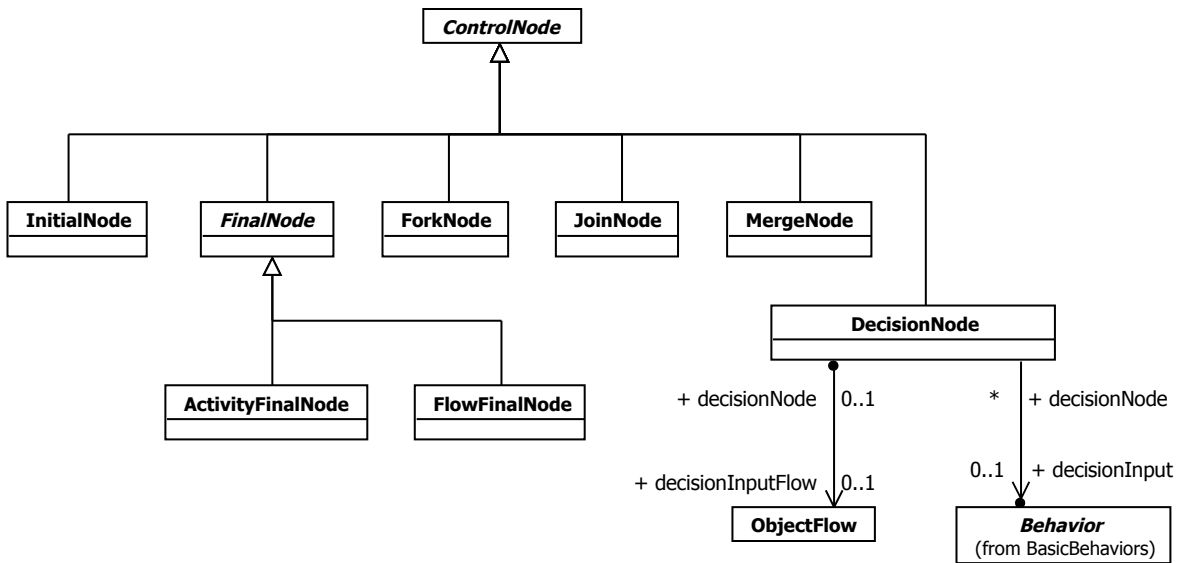 ControlNode
InitialNode
FinalNode
ForkNode
JoinNode
MergeNode
DecisionNode
ActivityFinalNode
FlowFinalNode
+ decisionNode
0..1
*
+ decisionNode
+ decisionInputFlow
0..1
0..1
+ decisionInput
ObjectFlow
Behavior
(from BasicBehaviors)